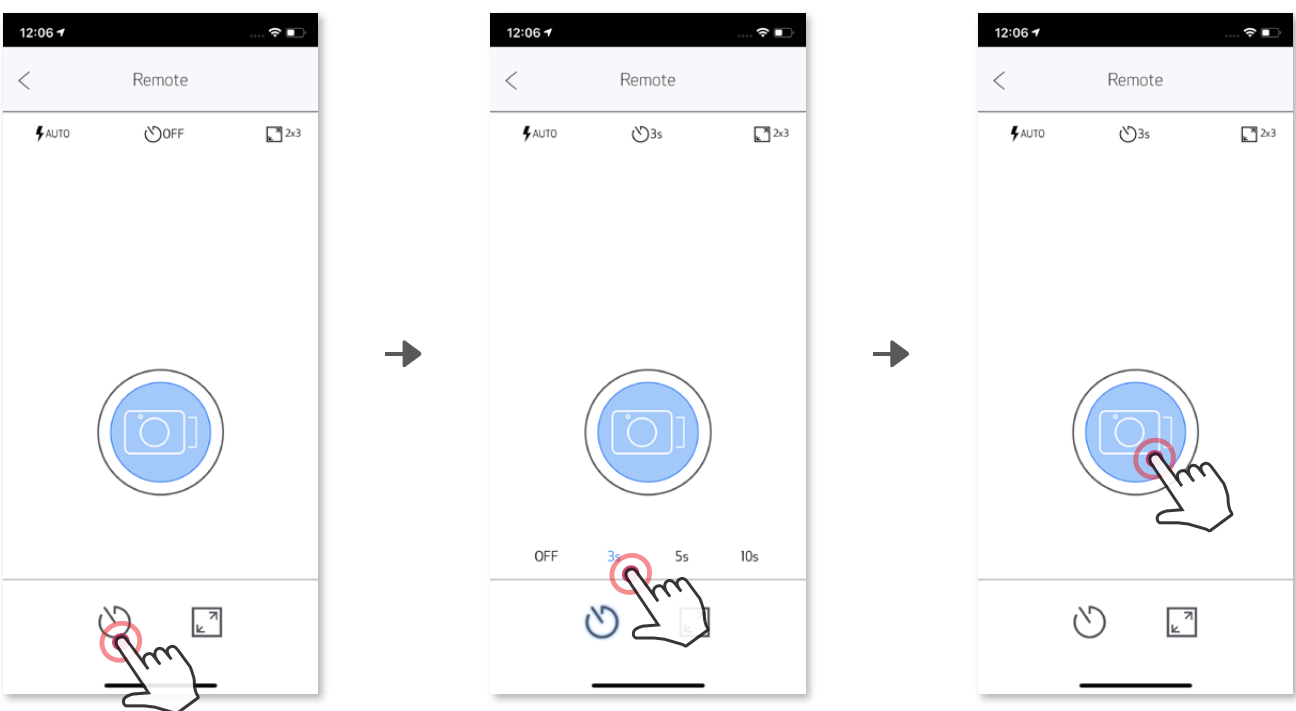 12:06
Remote
AUTO OFF 2x3
12:06
Remote
AUTO 3s 2x3
OFF 3s 5s 10s
12:06
Remote
AUTO 3s 2x3